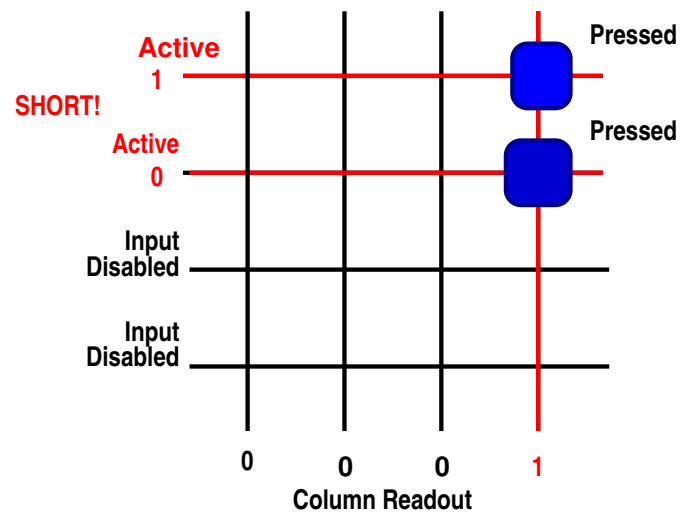 Pressed
Active
1
SHORT!
Pressed
Active
0
Input
Disabled
Input
Disabled
0 0 0 1
Column Readout